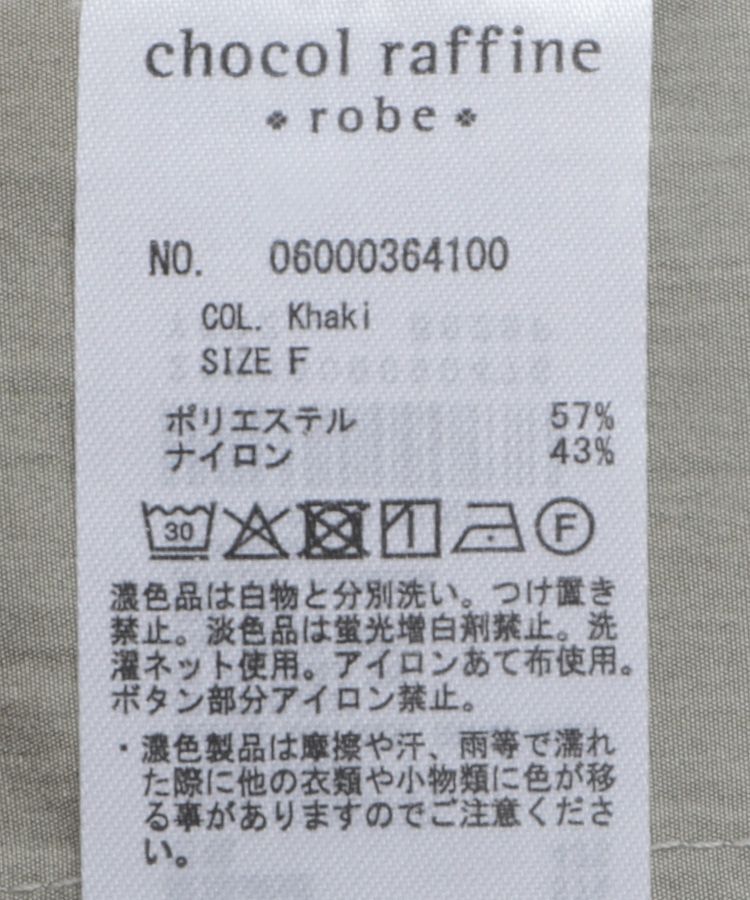 chocol raffine
robe
NO. 06000364100
COL. Khaki
SIZE F
ポリエステル 57%
ナイロン 43%
30 F
濃色品は白物と分別洗い。つけ置き
禁止。淡色品は蛍光増白剤禁止。洗
濯ネット使用。アイロンあて布使用。
ボタン部分アイロン禁止。
・濃色製品は摩擦や汗、雨等で濡れ
た際に他の衣類や小物類に色が移
る事がありますのでご注意くださ
い。